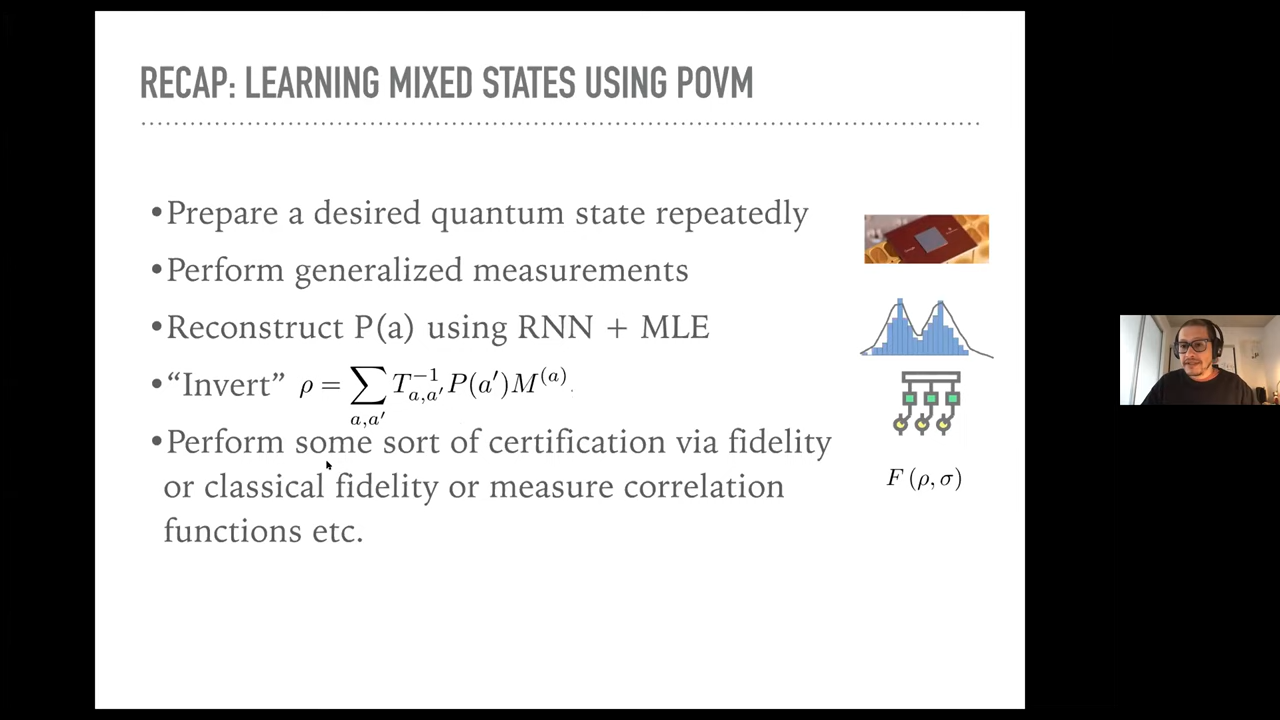 RECAP: LEARNING MIXED STATES USING POVM
•Prepare a desired quantum state repeatedly
•Perform generalized measurements
•Reconstruct P(a) using RNN + MLE
•“Invert” ρ = ∑_{a,a′} T^{-1}_{a,a′} P(a′)M^{(a)}.
•Perform some sort of certification via fidelity
or classical fidelity or measure correlation
functions etc.
F (ρ, σ)